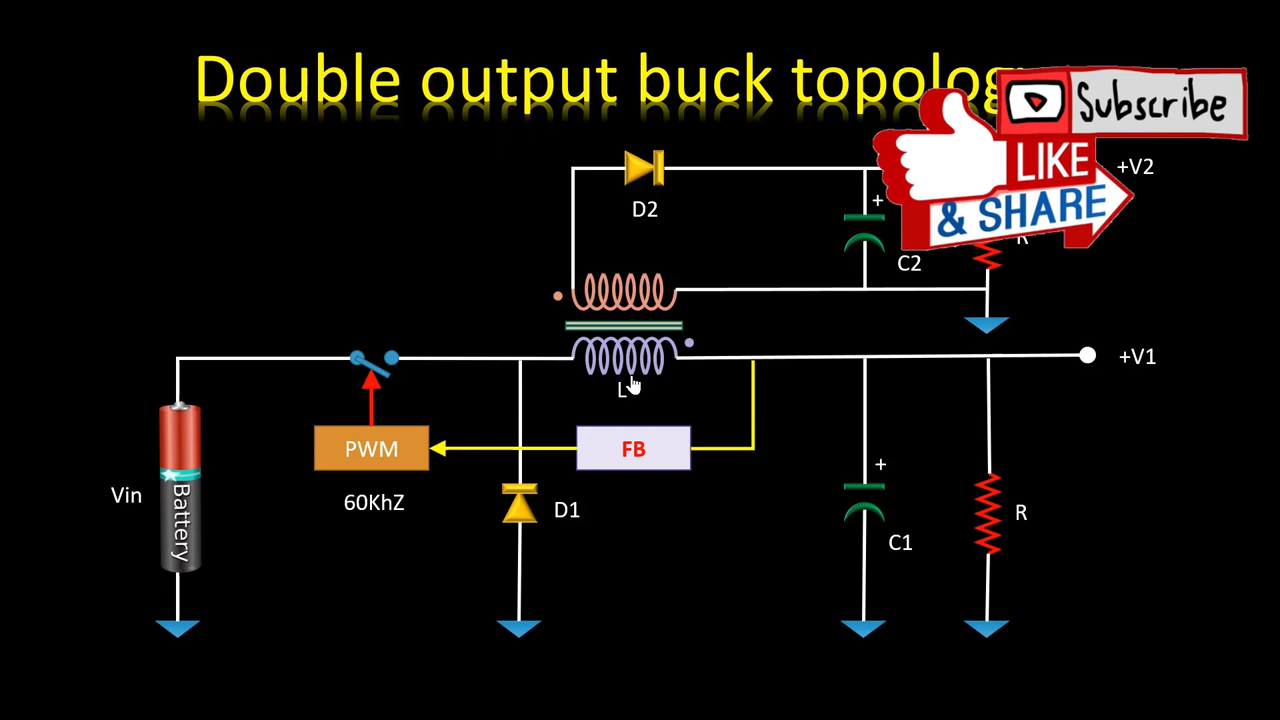 Double output buck topolog
Subscribe
LIKE
& SHARE
+V2
D2
+
R
C2
+V1
L
PWM
FB
+
Vin
Battery
60KhZ
D1
R
C1